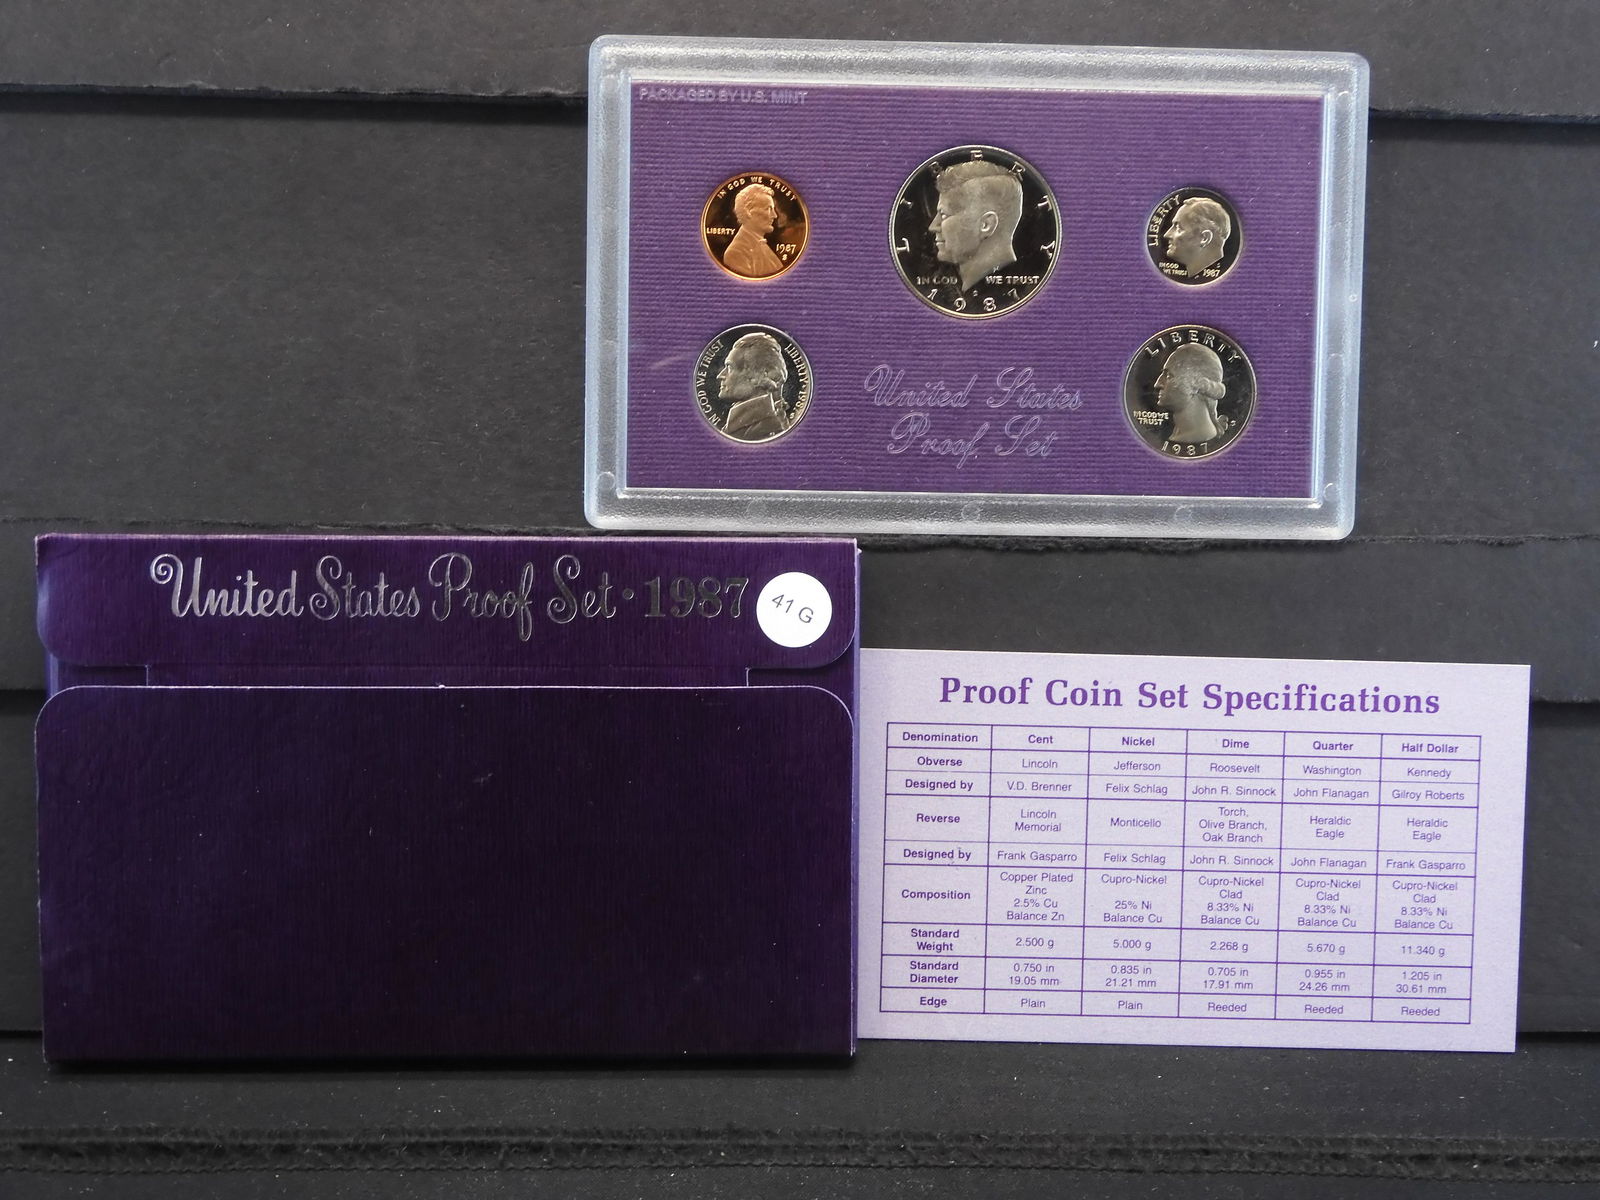 PACKAGED BY U.S. MINT
IN GOD WE TRUST
LIBERTY
1987
S
LIBERTY
IN GOD WE TRUST
S
1987
LIBERTY
IN GOD
WE TRUST
S
1987
IN GOD WE TRUST
LIBERTY
S
LIBERTY
IN GOD WE
TRUST
S
1987
United States
Proof Set
United States Proof Set · 1987
41 G
Proof Coin Set Specifications
Denomination Cent Nickel Dime Quarter Half Dollar
Obverse Lincoln Jefferson Roosevelt Washington Kennedy
Designed by V.D. Brenner Felix Schlag John R. Sinnock John Flanagan Gilroy Roberts
Reverse Lincoln Memorial Monticello Torch, Olive Branch, Oak Branch Heraldic Eagle Heraldic Eagle
Designed by Frank Gasparro Felix Schlag John R. Sinnock John Flanagan Frank Gasparro
Composition Copper Plated Zinc 2.5% Cu Balance Zn Cupro-Nickel 25% Ni Balance Cu Cupro-Nickel Clad 8.33% Ni Balance Cu Cupro-Nickel Clad 8.33% Ni Balance Cu Cupro-Nickel Clad 8.33% Ni Balance Cu
Standard Weight 2.500 g 5.000 g 2.268 g 5.670 g 11.340 g
Standard Diameter 0.750 in 19.05 mm 0.835 in 21.21 mm 0.705 in 17.91 mm 0.955 in 24.26 mm 1.205 in 30.61 mm
Edge Plain Plain Reeded Reeded Reeded